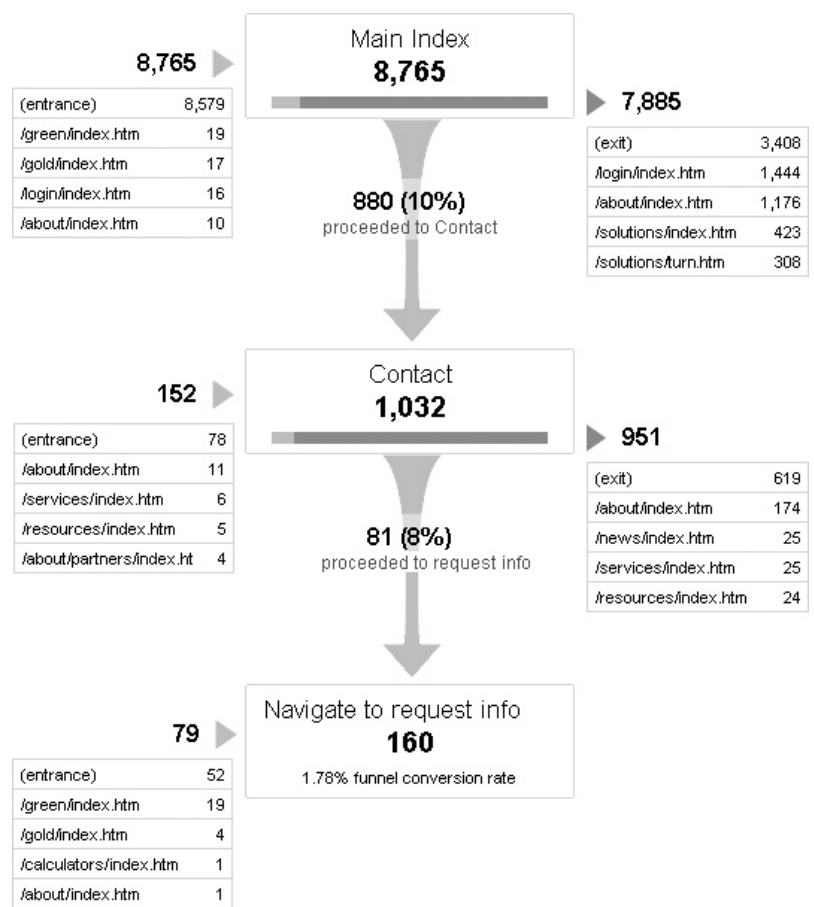 Main Index
8,765
8,765
(entrance) 8,579
/green/index.htm 19
/gold/index.htm 17
/login/index.htm 16
/about/index.htm 10
7,885
(exit) 3,408
/login/index.htm 1,444
/about/index.htm 1,176
/solutions/index.htm 423
/solutions/turn.htm 308
880 (10%)
proceeded to Contact
Contact
1,032
152
(entrance) 78
/about/index.htm 11
/services/index.htm 6
/resources/index.htm 5
/about/partners/index.ht 4
951
(exit) 619
/about/index.htm 174
/news/index.htm 25
/services/index.htm 25
/resources/index.htm 24
81 (8%)
proceeded to request info
Navigate to request info
160
1.78% funnel conversion rate
79
(entrance) 52
/green/index.htm 19
/gold/index.htm 4
/calculators/index.htm 1
/about/index.htm 1